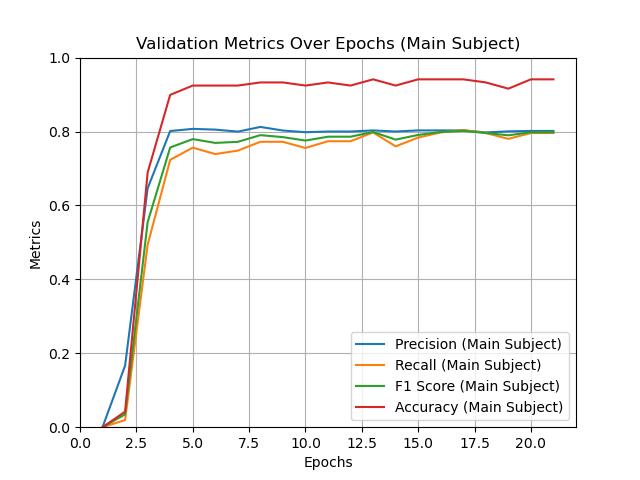 Validation Metrics Over Epochs (Main Subject)
1.0
0.8
0.6
0.4
0.2
0.0
Metrics
Precision (Main Subject)
Recall (Main Subject)
F1 Score (Main Subject)
Accuracy (Main Subject)
0.0 2.5 5.0 7.5 10.0 12.5 15.0 17.5 20.0
Epochs